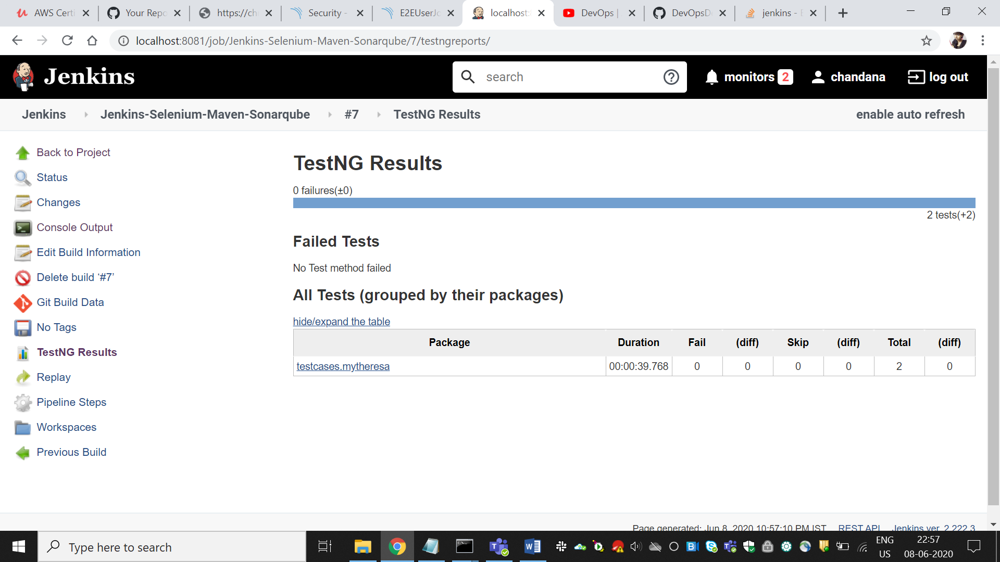 AWS Certi
Your Repo
https://ch
Security -
E2EUserJo
localhost:
DevOps |
DevOpsD
jenkins -
localhost:8081/job/Jenkins-Selenium-Maven-Sonarqube/7/testngreports/
Jenkins
search
monitors 2
chandana
log out
Jenkins
Jenkins-Selenium-Maven-Sonarqube
#7
TestNG Results
enable auto refresh
Back to Project
Status
Changes
Console Output
Edit Build Information
Delete build ‘#7’
Git Build Data
No Tags
TestNG Results
Replay
Pipeline Steps
Workspaces
Previous Build
TestNG Results
0 failures(±0)
2 tests(+2)
Failed Tests
No Test method failed
All Tests (grouped by their packages)
hide/expand the table
Package Duration Fail (diff) Skip (diff) Total (diff)
testcases.mytheresa 00:00:39.768 0 0 0 0 2 0
Page generated: Jun 8, 2020 10:57:10 PM IST REST API Jenkins ver. 2.222.3
Type here to search
ENG
US
22:57
08-06-2020